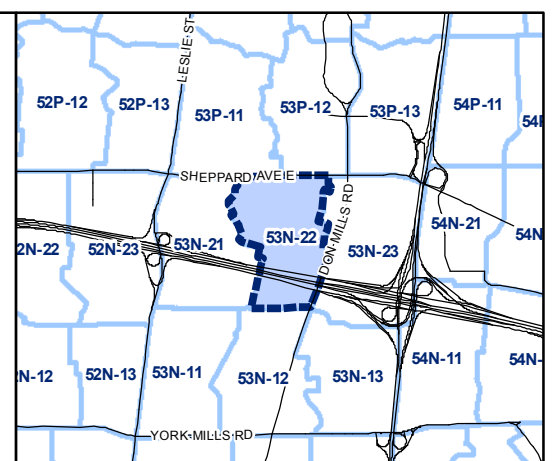 LESLIE ST
52P-12
52P-13
53P-11
53P-12
53P-13
54P-11
SHEPPARD AVE E
DON MILLS RD
2N-22
52N-23
53N-21
53N-22
53N-23
54N-21
54N
N-12
52N-13
53N-11
53N-12
53N-13
54N-11
54N-
YORK MILLS RD